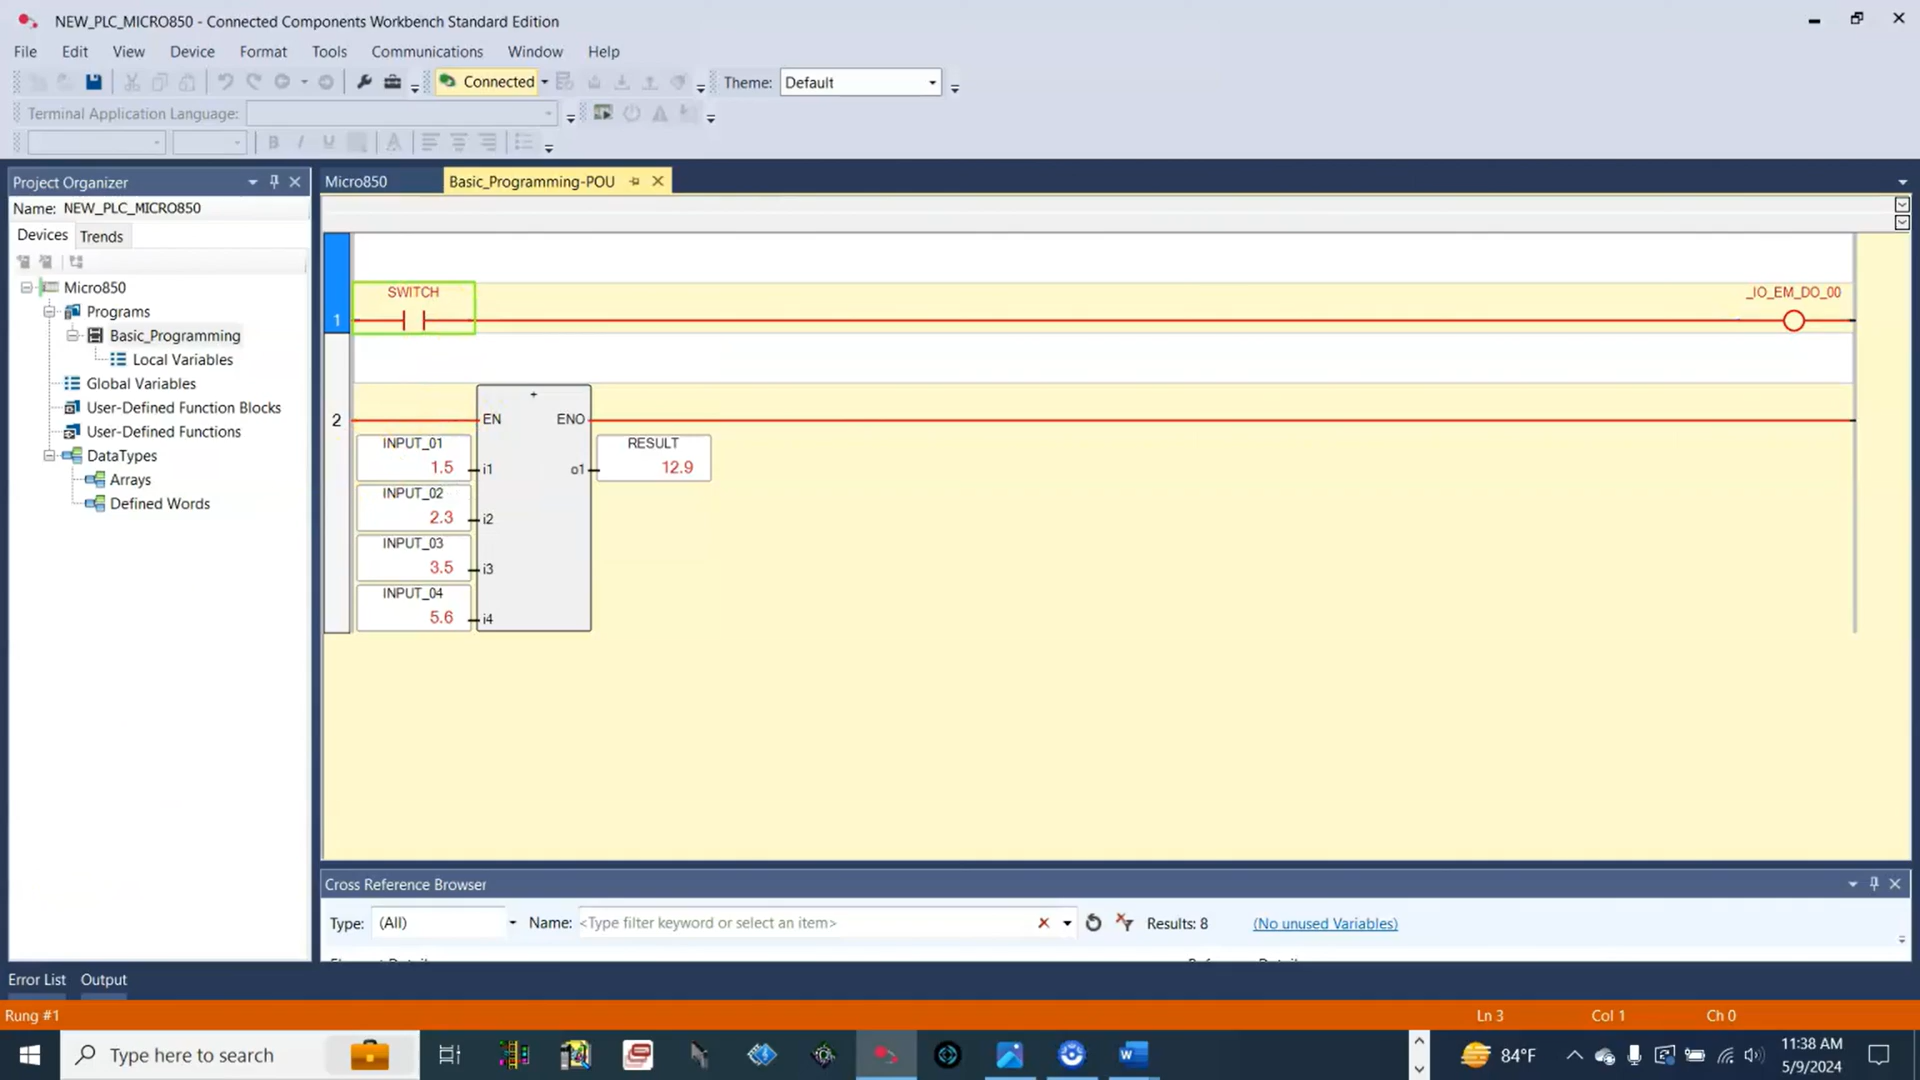 NEW_PLC_MICRO850 - Connected Components Workbench Standard Edition
File Edit View Device Format Tools Communications Window Help
Connected Theme: Default
Terminal Application Language:
B I U A
Project Organizer
Name: NEW_PLC_MICRO850
Devices Trends
Micro850
Programs
Basic_Programming
Local Variables
Global Variables
User-Defined Function Blocks
User-Defined Functions
DataTypes
Arrays
Defined Words
Micro850 Basic_Programming-POU
SWITCH _IO_EM_DO_00
1
+
2 EN ENO
INPUT_01 RESULT
1.5 i1 o1 12.9
INPUT_02
2.3 i2
INPUT_03
3.5 i3
INPUT_04
5.6 i4
Cross Reference Browser
Type: (All) Name: <Type filter keyword or select an item> Results: 8 (No unused Variables)
Error List Output
Rung #1 Ln 3 Col 1 Ch 0
Type here to search 84°F 11:38 AM
5/9/2024